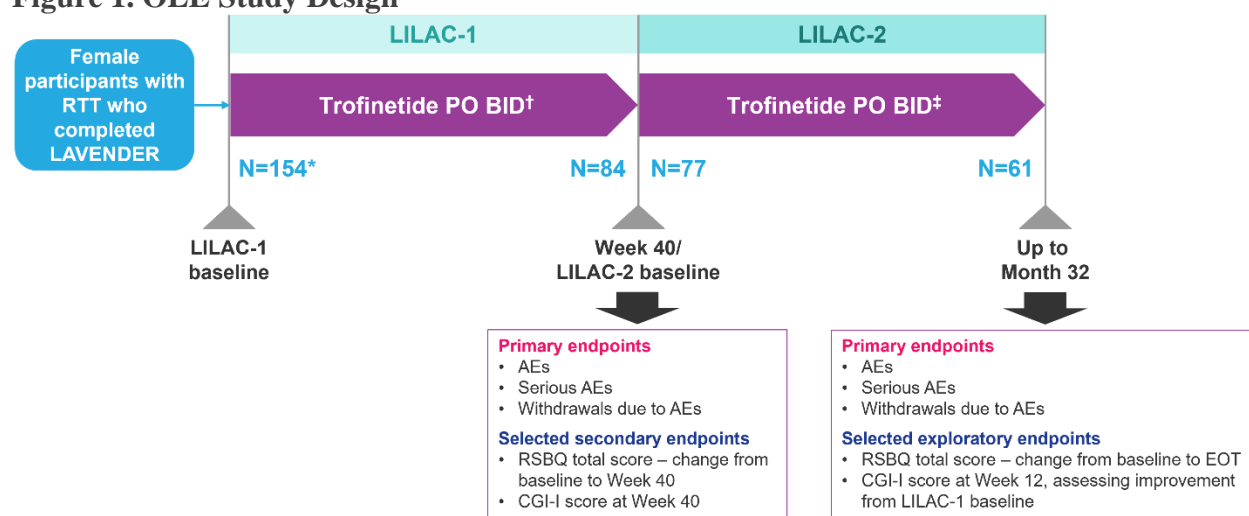 Figure 1. OLE Study Design
LILAC-1
LILAC-2
Female
participants with
RTT who
completed
LAVENDER
Trofinetide PO BID†
Trofinetide PO BID‡
N=154*
N=84
N=77
N=61
LILAC-1
baseline
Week 40/
LILAC-2 baseline
Up to
Month 32
Primary endpoints
• AEs
• Serious AEs
• Withdrawals due to AEs
Selected secondary endpoints
• RSBQ total score – change from
baseline to Week 40
• CGI-I score at Week 40
Primary endpoints
• AEs
• Serious AEs
• Withdrawals due to AEs
Selected exploratory endpoints
• RSBQ total score – change from baseline to EOT
• CGI-I score at Week 12, assessing improvement
from LILAC-1 baseline